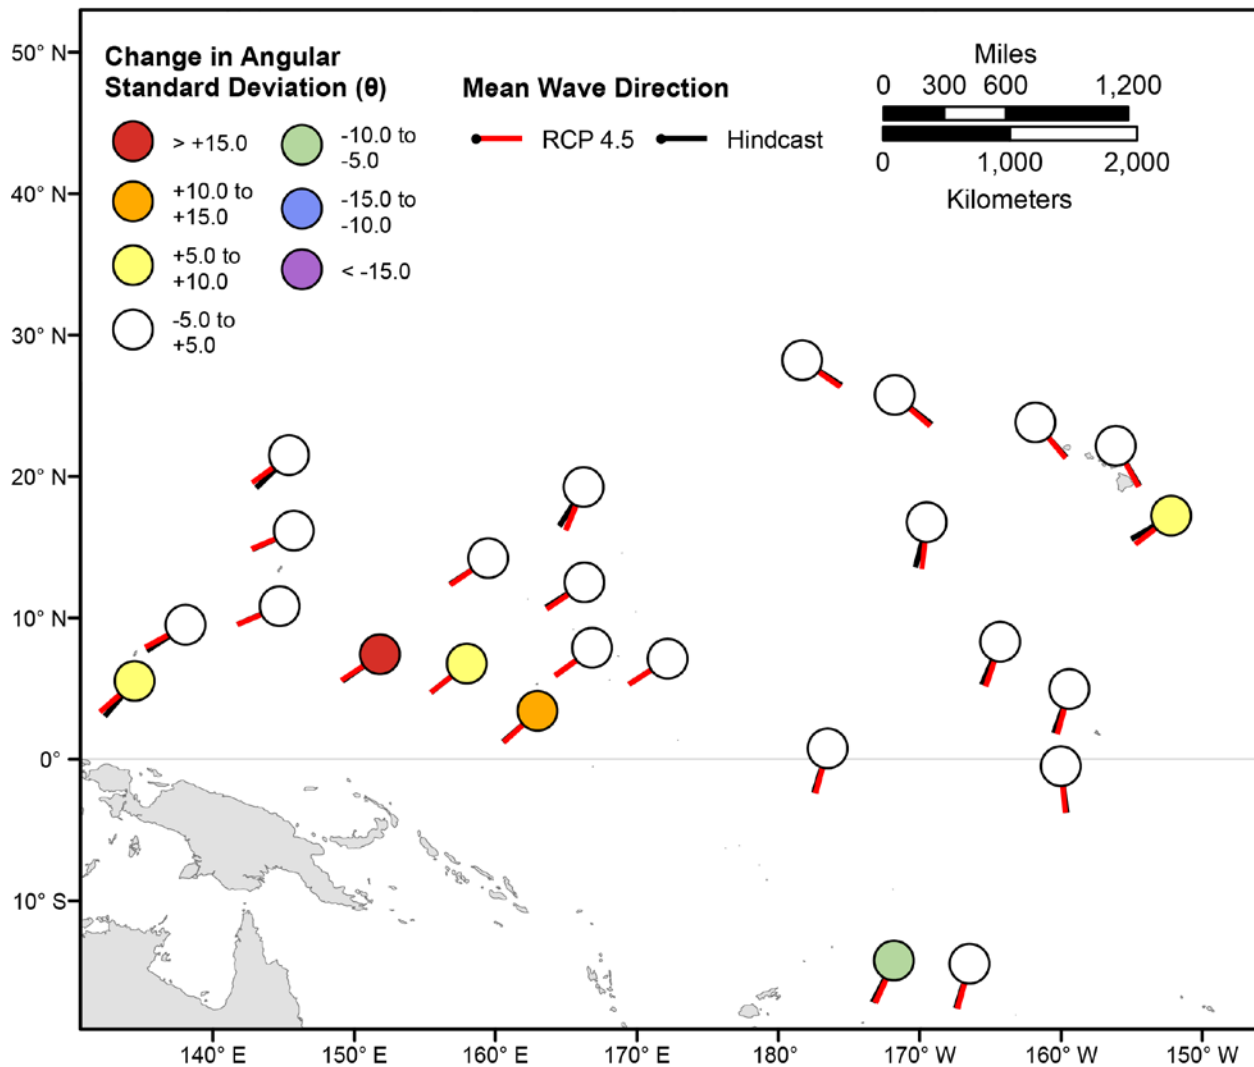 Change in Angular
Standard Deviation (θ)
> +15.0
+10.0 to
+15.0
+5.0 to
+10.0
-5.0 to
+5.0
-10.0 to
-5.0
-15.0 to
-10.0
< -15.0
Mean Wave Direction
RCP 4.5
Hindcast
Miles
0 300 600 1,200
0 1,000 2,000
Kilometers
50° N
40° N
30° N
20° N
10° N
0°
10° S
140° E 150° E 160° E 170° E 180° 170° W 160° W 150° W